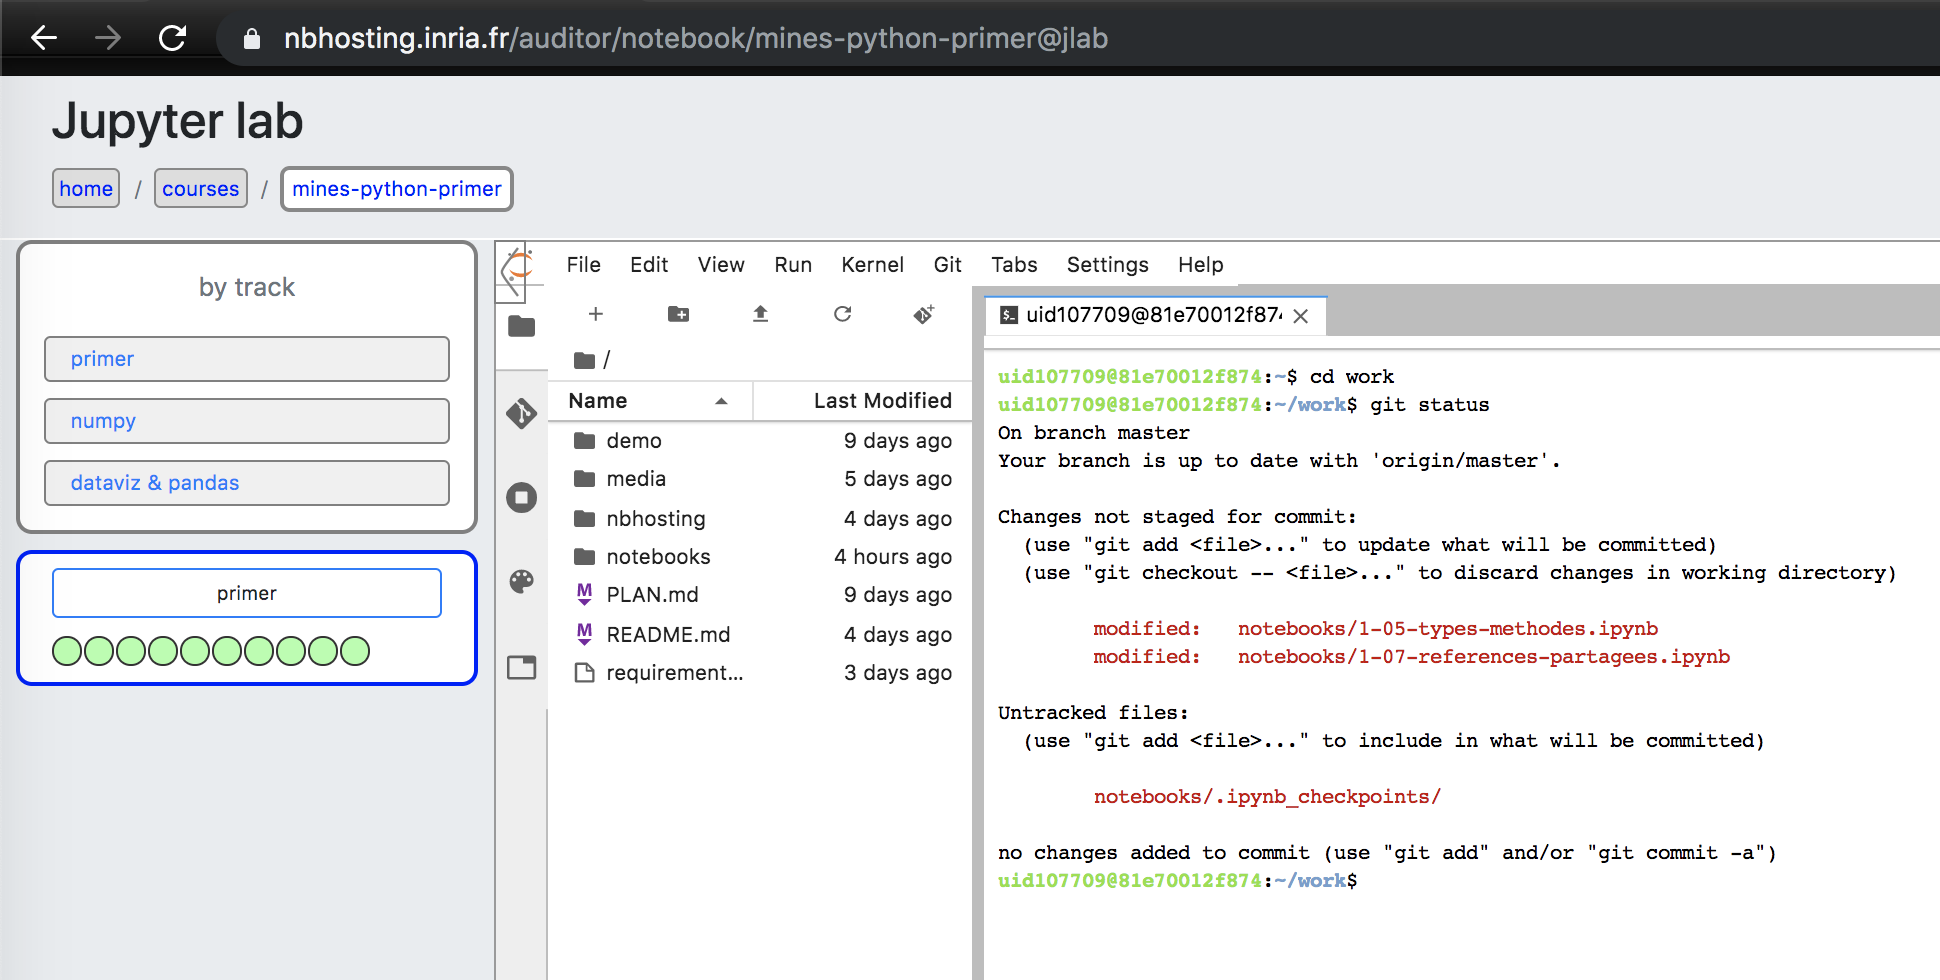 nbhosting.inria.fr/auditor/notebook/mines-python-primer@jlab
Jupyter lab
home / courses / mines-python-primer
by track
primer
numpy
dataviz & pandas
primer
File Edit View Run Kernel Git Tabs Settings Help
/
Name Last Modified
demo 9 days ago
media 5 days ago
nbhosting 4 days ago
notebooks 4 hours ago
M PLAN.md 9 days ago
M README.md 4 days ago
requirement... 3 days ago
$_ uid107709@81e70012f874
uid107709@81e70012f874:~$ cd work
uid107709@81e70012f874:~/work$ git status
On branch master
Your branch is up to date with 'origin/master'.
Changes not staged for commit:
(use "git add <file>..." to update what will be committed)
(use "git checkout -- <file>..." to discard changes in working directory)
modified: notebooks/1-05-types-methodes.ipynb
modified: notebooks/1-07-references-partagees.ipynb
Untracked files:
(use "git add <file>..." to include in what will be committed)
notebooks/.ipynb_checkpoints/
no changes added to commit (use "git add" and/or "git commit -a")
uid107709@81e70012f874:~/work$